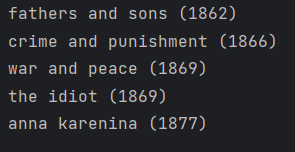 fathers and sons (1862)
crime and punishment (1866)
war and peace (1869)
the idiot (1869)
anna karenina (1877)